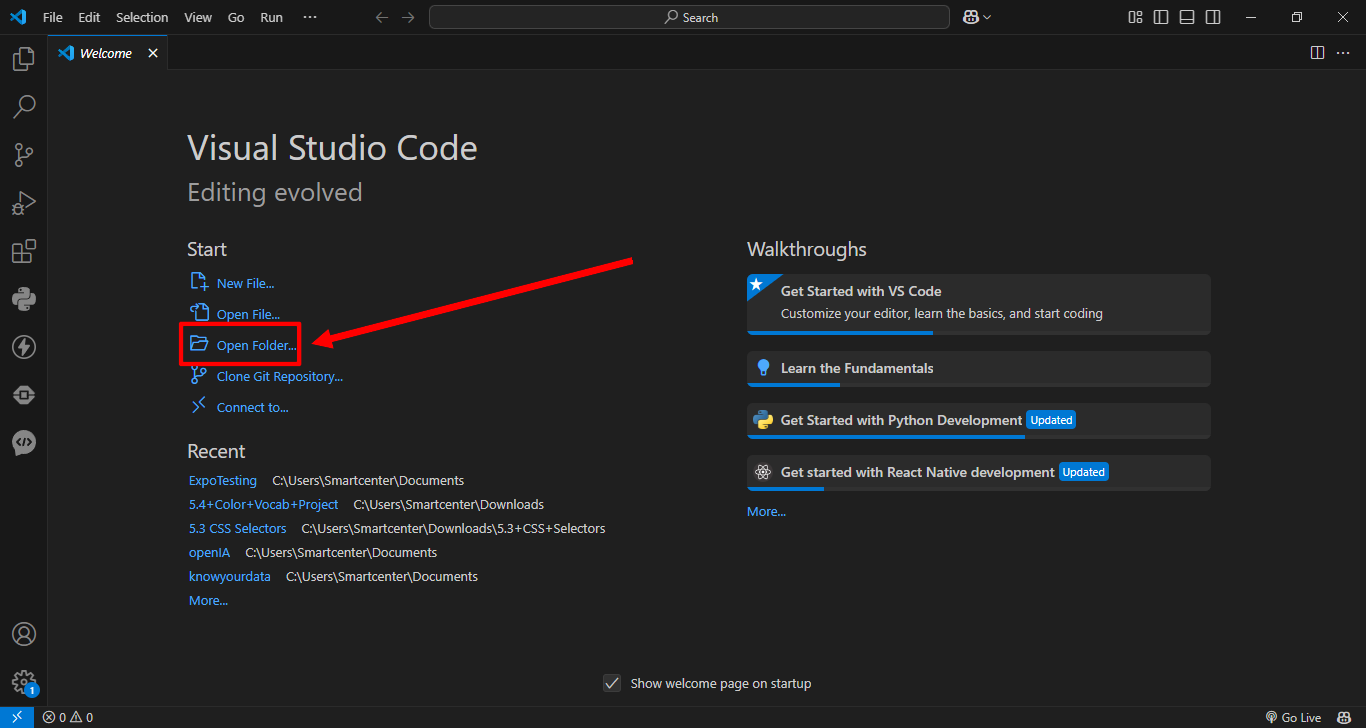 File Edit Selection View Go Run ···
Search
Welcome
Visual Studio Code
Editing evolved
Start
New File...
Open File...
Open Folder...
Clone Git Repository...
Connect to...
Recent
ExpoTesting C:\Users\Smartcenter\Documents
5.4+Color+Vocab+Project C:\Users\Smartcenter\Downloads
5.3 CSS Selectors C:\Users\Smartcenter\Downloads\5.3+CSS+Selectors
openIA C:\Users\Smartcenter\Documents
knowyourdata C:\Users\Smartcenter\Documents
More...
Walkthroughs
Get Started with VS Code
Customize your editor, learn the basics, and start coding
Learn the Fundamentals
Get Started with Python Development Updated
Get started with React Native development Updated
More...
Show welcome page on startup
1
0 0
Go Live